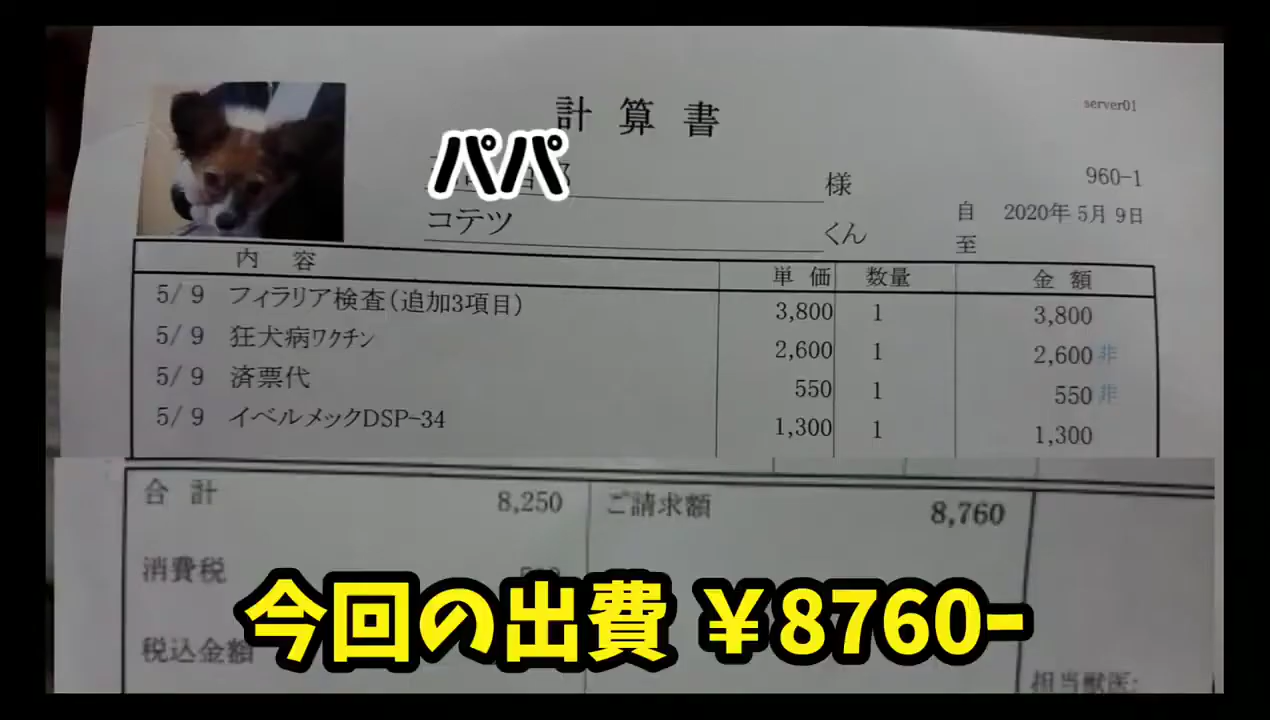 計算書
server01
パパ
様
960-1
コテツ
くん
自 2020年 5月 9日
至
内 容 単 価 数量 金 額
5/ 9 フィラリア検査(追加3項目) 3,800 1 3,800
5/ 9 狂犬病ワクチン 2,600 1 2,600 非
5/ 9 済票代 550 1 550 非
5/ 9 イベルメックDSP-34 1,300 1 1,300
合 計 8,250 ご請求額 8,760
消費税
税込金額
今回の出費 ¥8760-
担当獣医: